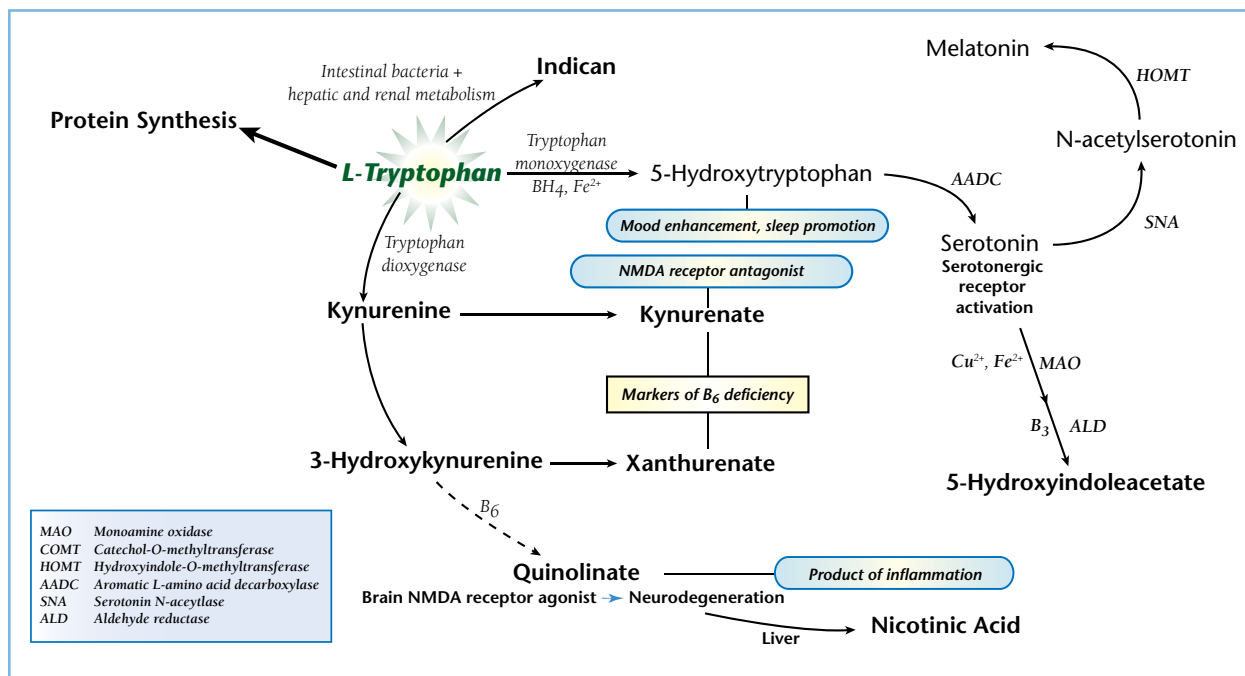 Melatonin
HOMT
Intestinal bacteria +
hepatic and renal metabolism
Indican
Protein Synthesis
N-acetylserotonin
L-Tryptophan
Tryptophan
monoxygenase
BH4, Fe2+
5-Hydroxytryptophan
AADC
SNA
Mood enhancement, sleep promotion
Serotonin
Serotonergic
receptor
activation
Tryptophan
dioxygenase
NMDA receptor antagonist
Kynurenine
Kynurenate
Cu2+, Fe2+ MAO
Markers of B6 deficiency
B3 ALD
3-Hydroxykynurenine
Xanthurenate
5-Hydroxyindoleacetate
B6
MAO Monoamine oxidase
COMT Catechol-O-methyltransferase
HOMT Hydroxyindole-O-methyltransferase
AADC Aromatic L-amino acid decarboxylase
SNA Serotonin N-aceytlase
ALD Aldehyde reductase
Quinolinate
Product of inflammation
Brain NMDA receptor agonist → Neurodegeneration
Liver
Nicotinic Acid